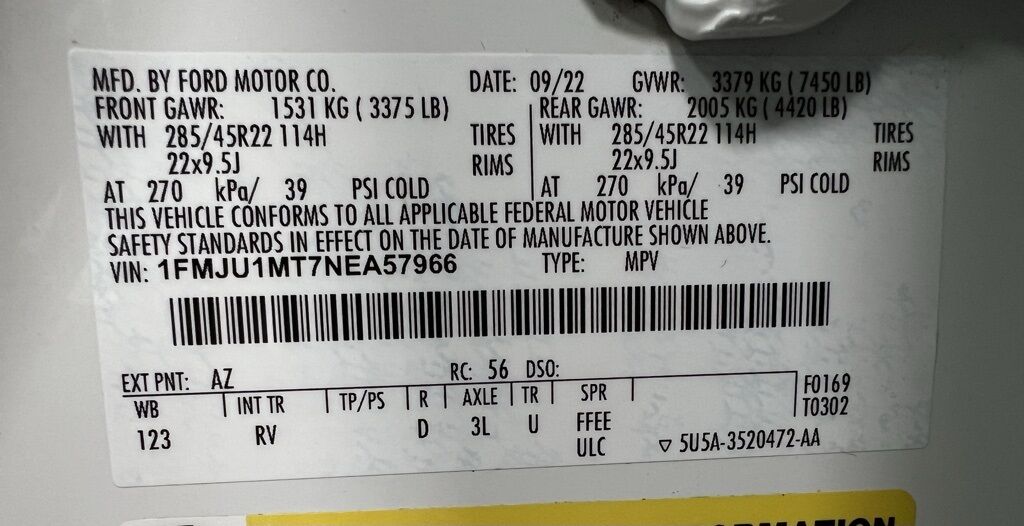 MFD. BY FORD MOTOR CO. DATE: 09/22 GVWR: 3379 KG ( 7450 LB)
FRONT GAWR: 1531 KG ( 3375 LB) REAR GAWR: 2005 KG ( 4420 LB)
WITH 285/45R22 114H TIRES WITH 285/45R22 114H TIRES
22x9.5J RIMS 22x9.5J RIMS
AT 270 kPa/ 39 PSI COLD AT 270 kPa/ 39 PSI COLD
THIS VEHICLE CONFORMS TO ALL APPLICABLE FEDERAL MOTOR VEHICLE
SAFETY STANDARDS IN EFFECT ON THE DATE OF MANUFACTURE SHOWN ABOVE.
VIN: 1FMJU1MT7NEA57966 TYPE: MPV
EXT PNT: AZ RC: 56 DSO:
WB INT TR TP/PS R AXLE TR SPR F0169
T0302
123 RV D 3L U FFEE
ULC ▽ 5U5A-3520472-AA